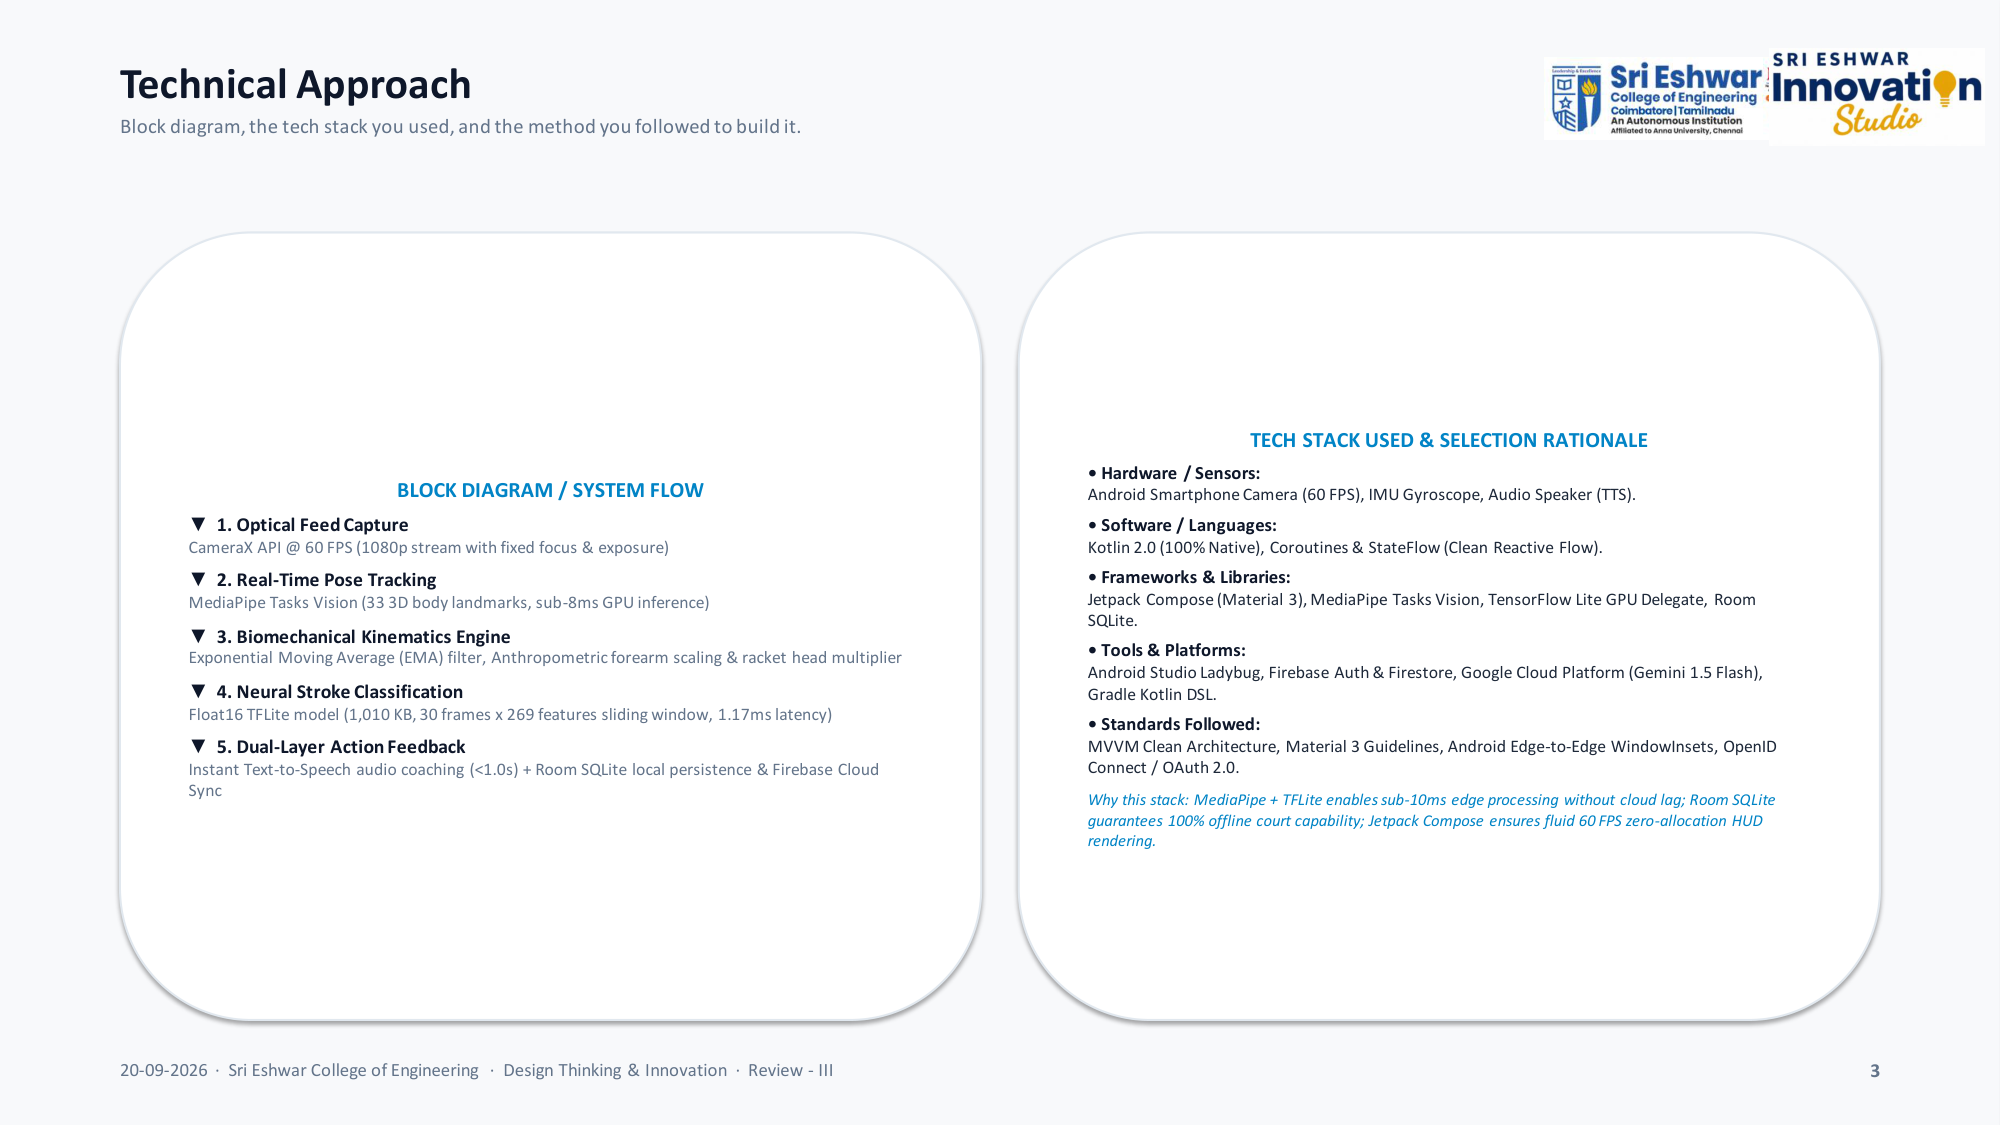 Technical Approach
Block diagram, the tech stack you used, and the method you followed to build it.
Sri Eshwar
College of Engineering
Coimbatore | Tamilnadu
An Autonomous Institution
Affiliated to Anna University, Chennai
SRI ESHWAR
Innovation
Studio
BLOCK DIAGRAM / SYSTEM FLOW
▼ 1. Optical Feed Capture
CameraX API @ 60 FPS (1080p stream with fixed focus & exposure)
▼ 2. Real-Time Pose Tracking
MediaPipe Tasks Vision (33 3D body landmarks, sub-8ms GPU inference)
▼ 3. Biomechanical Kinematics Engine
Exponential Moving Average (EMA) filter, Anthropometric forearm scaling & racket head multiplier
▼ 4. Neural Stroke Classification
Float16 TFLite model (1,010 KB, 30 frames x 269 features sliding window, 1.17ms latency)
▼ 5. Dual-Layer Action Feedback
Instant Text-to-Speech audio coaching (<1.0s) + Room SQLite local persistence & Firebase Cloud
Sync
TECH STACK USED & SELECTION RATIONALE
• Hardware / Sensors:
Android Smartphone Camera (60 FPS), IMU Gyroscope, Audio Speaker (TTS).
• Software / Languages:
Kotlin 2.0 (100% Native), Coroutines & StateFlow (Clean Reactive Flow).
• Frameworks & Libraries:
Jetpack Compose (Material 3), MediaPipe Tasks Vision, TensorFlow Lite GPU Delegate, Room
SQLite.
• Tools & Platforms:
Android Studio Ladybug, Firebase Auth & Firestore, Google Cloud Platform (Gemini 1.5 Flash),
Gradle Kotlin DSL.
• Standards Followed:
MVVM Clean Architecture, Material 3 Guidelines, Android Edge-to-Edge WindowInsets, OpenID
Connect / OAuth 2.0.
Why this stack: MediaPipe + TFLite enables sub-10ms edge processing without cloud lag; Room SQLite
guarantees 100% offline court capability; Jetpack Compose ensures fluid 60 FPS zero-allocation HUD
rendering.
20-09-2026 · Sri Eshwar College of Engineering · Design Thinking & Innovation · Review - III
3